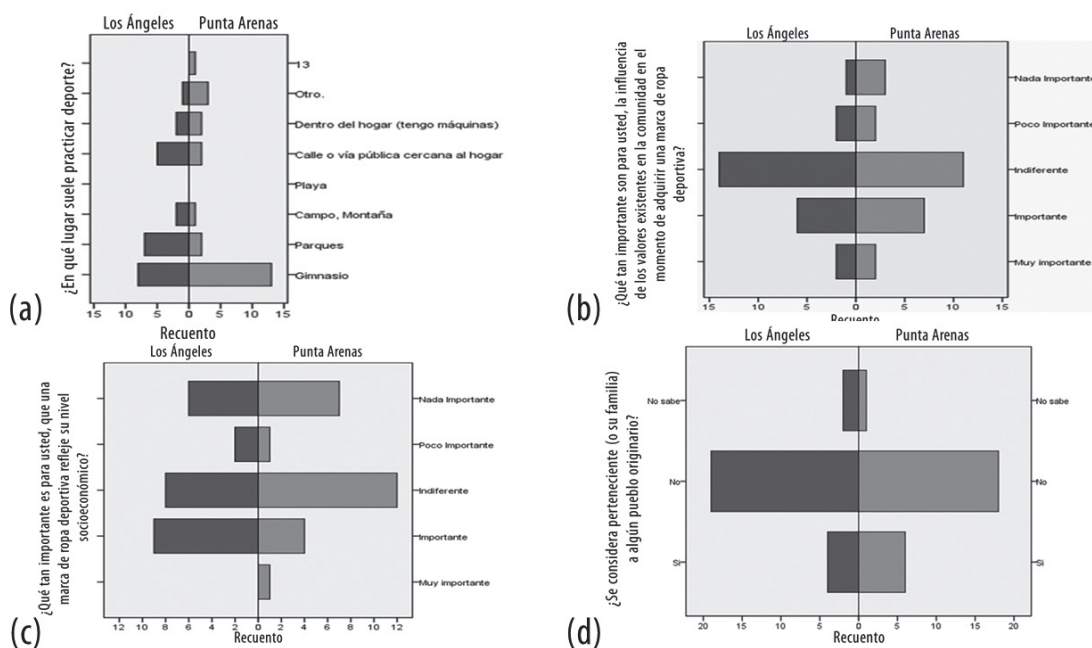 Los Ángeles Punta Arenas
¿En qué lugar suele practicar deporte?
13
Otro.
Dentro del hogar (tengo máquinas)
Calle o vía pública cercana al hogar
Playa
Campo, Montaña
Parques
Gimnasio
15 10 5 0 5 10 15
Recuento
(a)
Los Ángeles Punta Arenas
¿Qué tan importante son para usted, la influencia
de los valores existentes en la comunidad en el
momento de adquirir una marca de ropa
deportiva?
Nada Importante
Poco Importante
Indiferente
Importante
Muy importante
15 10 5 0 5 10 15
Recuento
(b)
Los Ángeles Punta Arenas
¿Qué tan importante es para usted, que una
marca de ropa deportiva refleje su nivel
socioeconómico?
Nada Importante
Poco Importante
Indiferente
Importante
Muy importante
12 10 8 6 4 2 0 2 4 6 8 10 12
Recuento
(c)
Los Ángeles Punta Arenas
¿Se considera perteneciente (o su familia)
a algún pueblo originario?
No sabe No sabe
No No
Si Si
20 15 10 5 0 5 10 15 20
Recuento
(d)